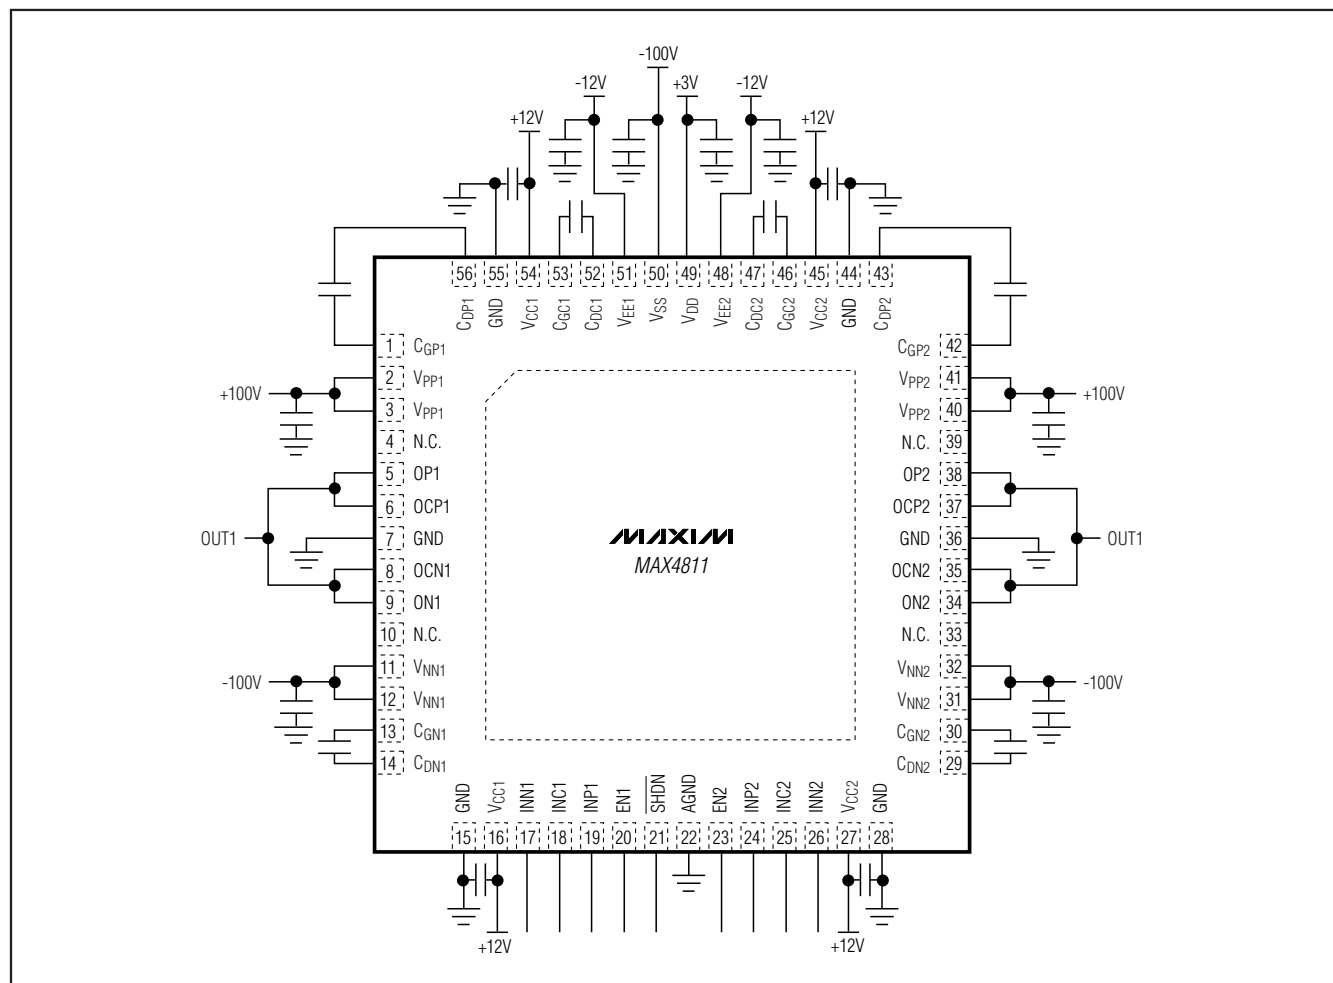 -100V
-12V
+3V
-12V
+12V
+12V
56 55 54 53 52 51 50 49 48 47 46 45 44 43
CDP1 GND VCC1 CGC1 CDC1 VEE1 VSS VDD VEE2 CDC2 CGC2 VCC2 GND CDP2
1 CGP1 CGP2 42
2 VPP1 VPP2 41
+100V +100V
3 VPP1 VPP2 40
4 N.C. N.C. 39
5 OP1 OP2 38
6 OCP1 OCP2 37
OUT1 7 GND MAXIM GND 36 OUT1
MAX4811
8 OCN1 OCN2 35
9 ON1 ON2 34
10 N.C. N.C. 33
11 VNN1 VNN2 32
-100V -100V
12 VNN1 VNN2 31
13 CGN1 CGN2 30
14 CDN1 CDN2 29
GND VCC1 INN1 INC1 INP1 EN1 SHDN AGND EN2 INP2 INC2 INN2 VCC2 GND
15 16 17 18 19 20 21 22 23 24 25 26 27 28
+12V +12V